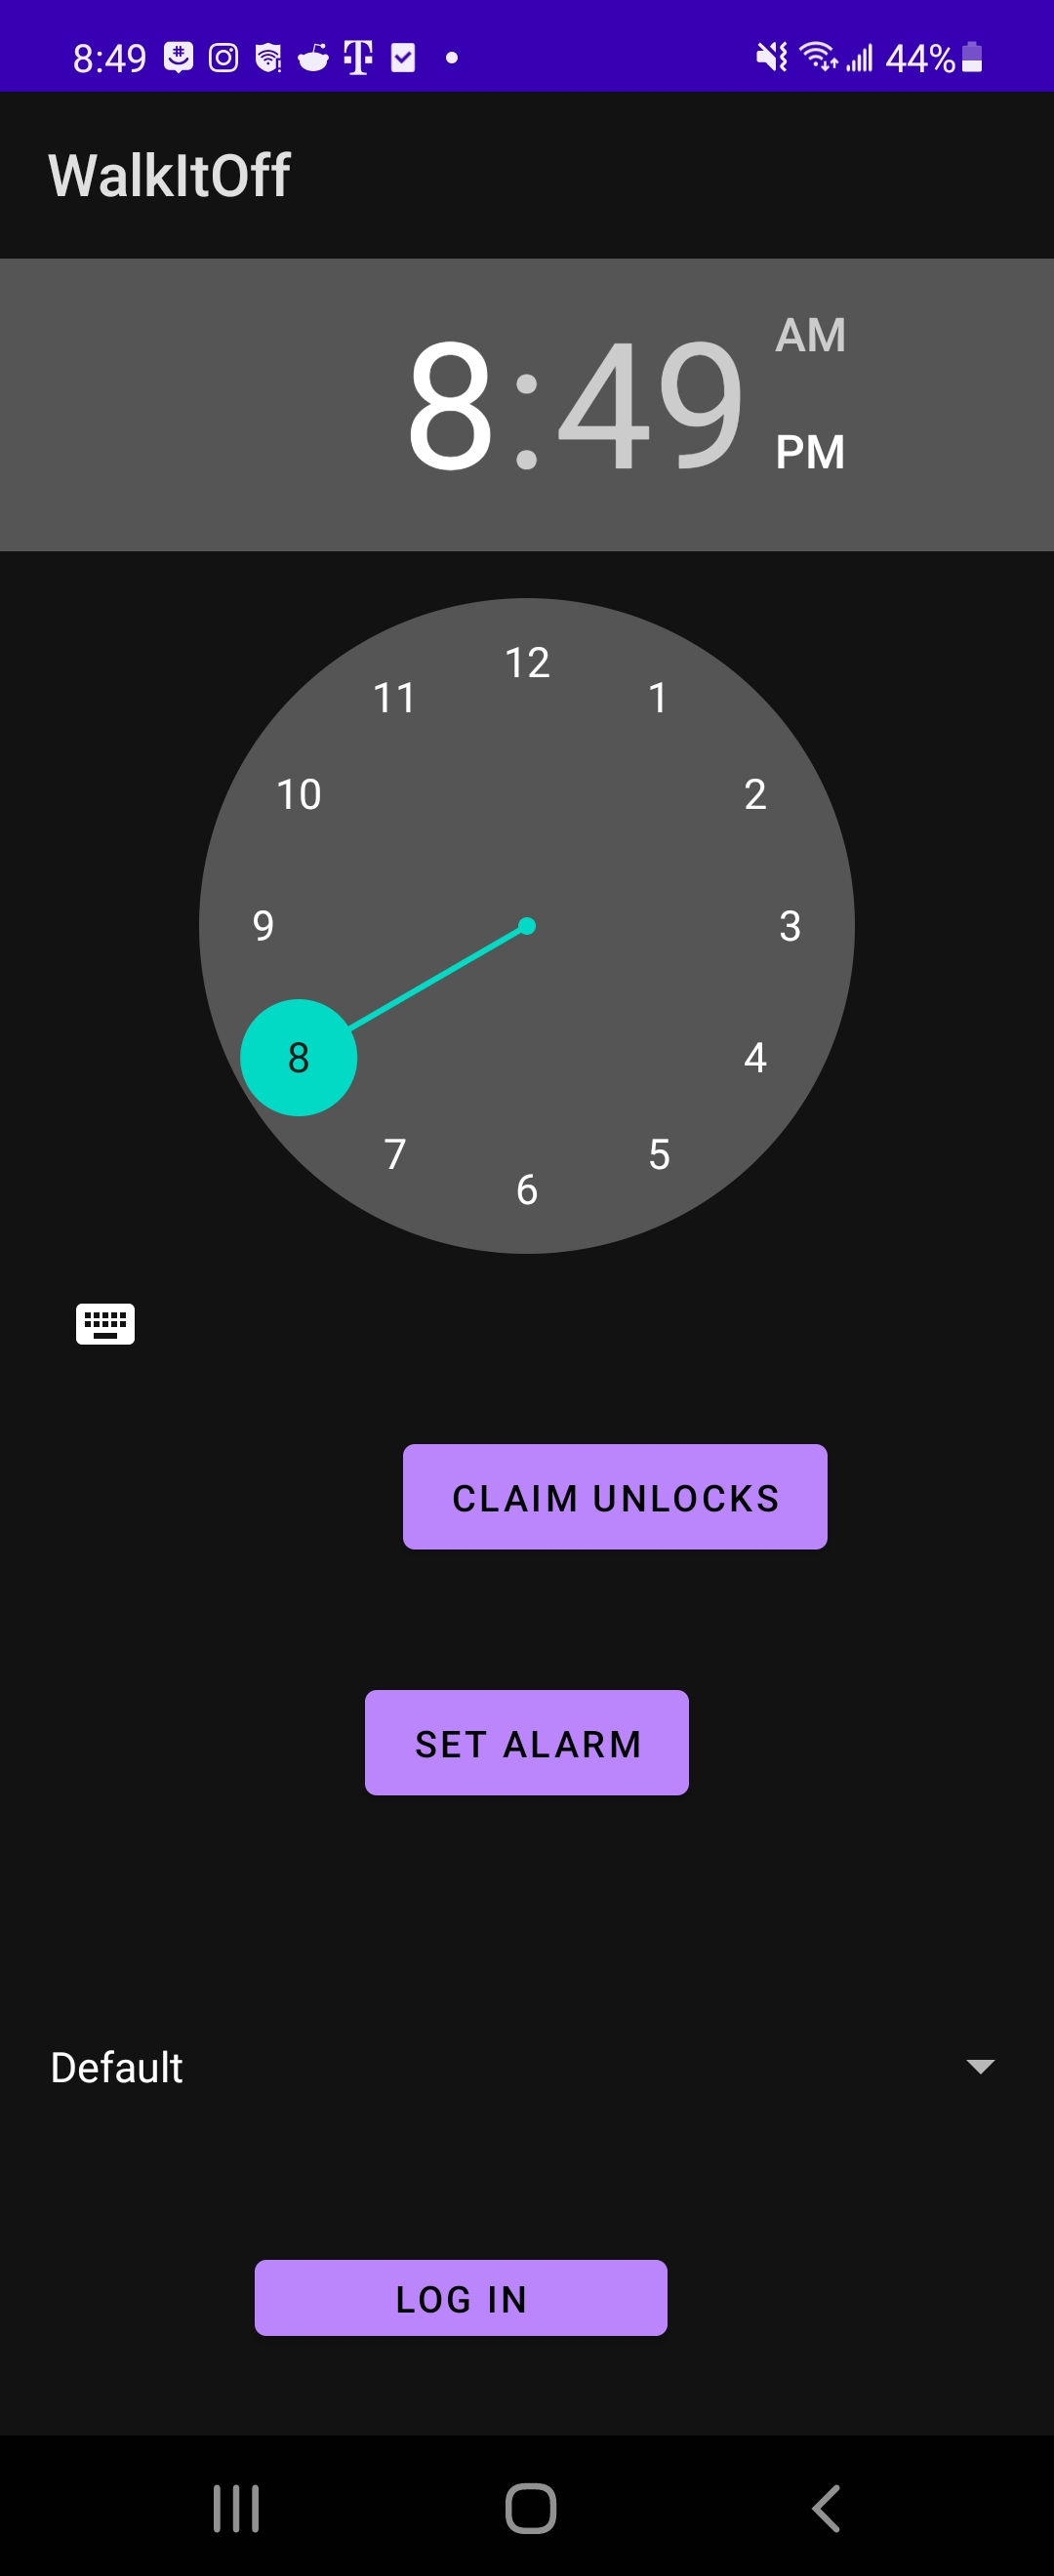 8:49 44%
WalkItOff
AM
8:49
PM
12
11 1
10 2
9 3
8 4
7 5
6
CLAIM UNLOCKS
SET ALARM
Default
LOG IN